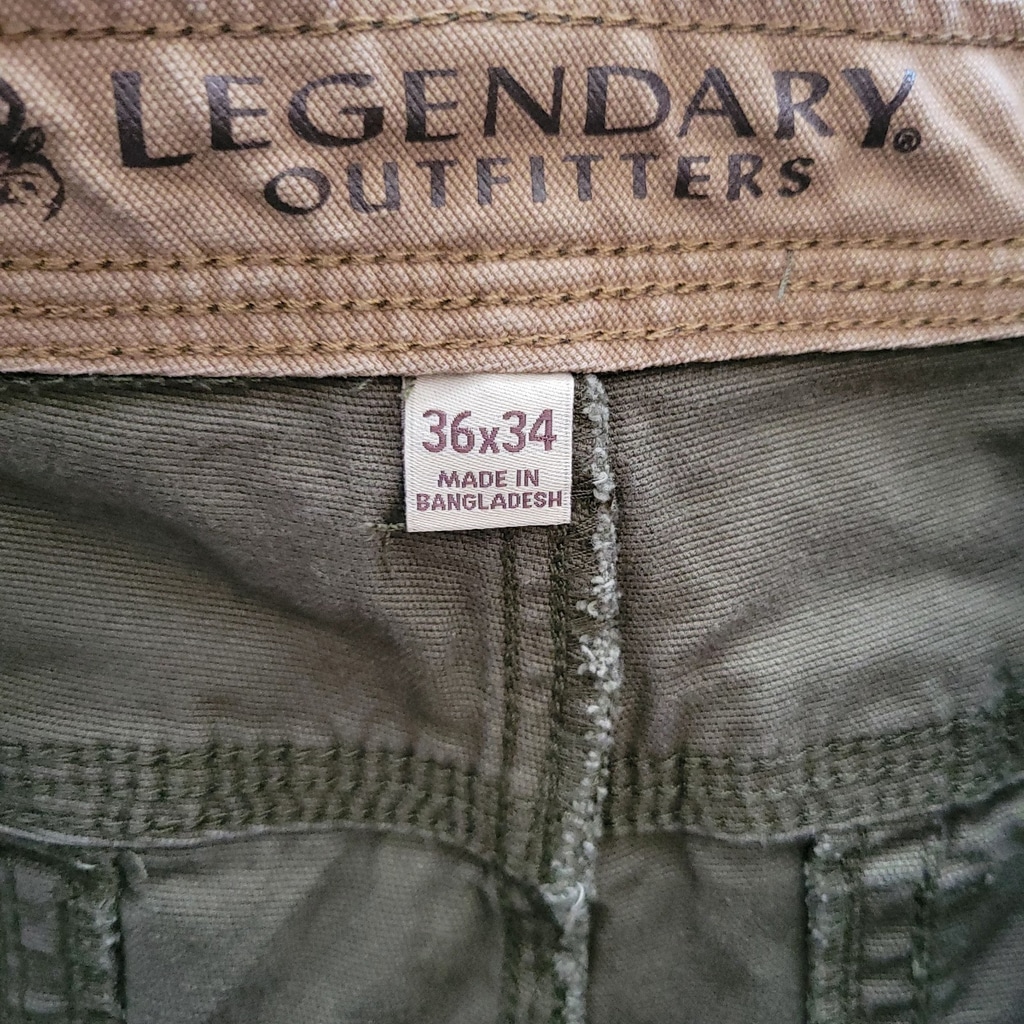 LEGENDARY®
OUTFITTERS
36x34
MADE IN
BANGLADESH